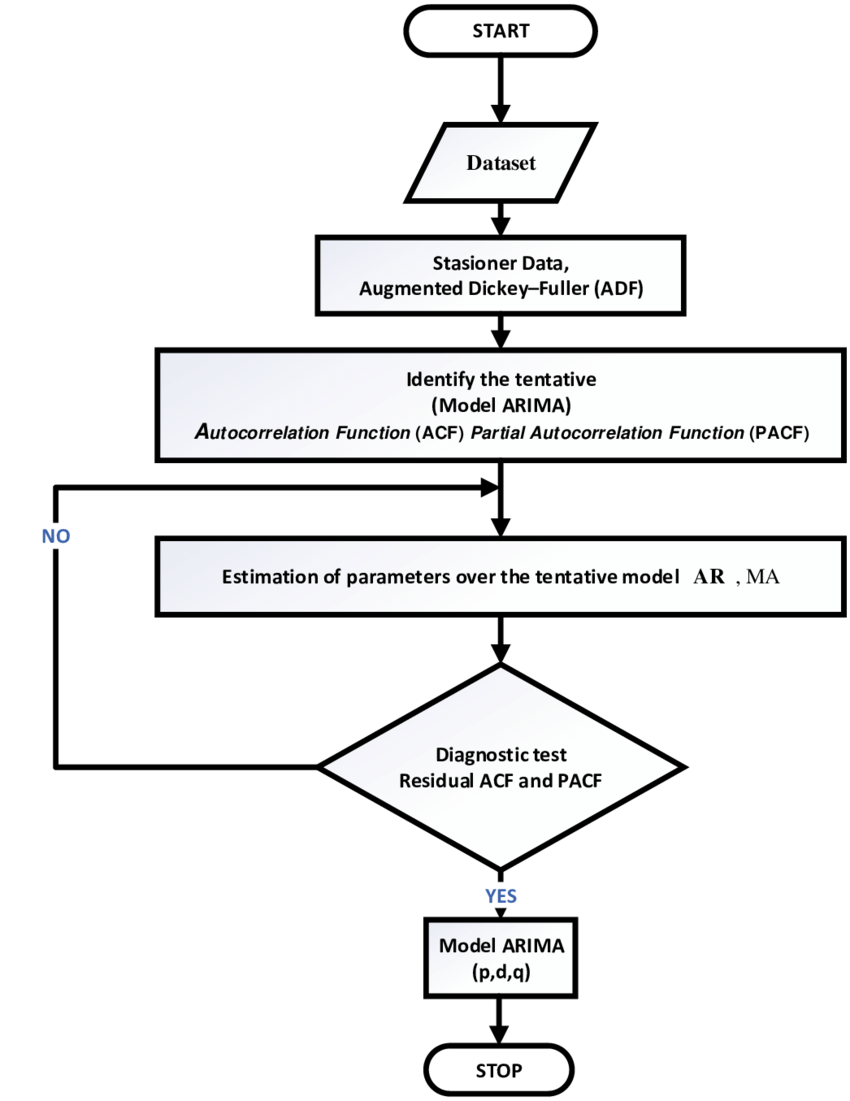 START
Dataset
Stasioner Data,
Augmented Dickey–Fuller (ADF)
Identify the tentative
(Model ARIMA)
Autocorrelation Function (ACF) Partial Autocorrelation Function (PACF)
NO
Estimation of parameters over the tentative model AR , MA
Diagnostic test
Residual ACF and PACF
YES
Model ARIMA
(p,d,q)
STOP